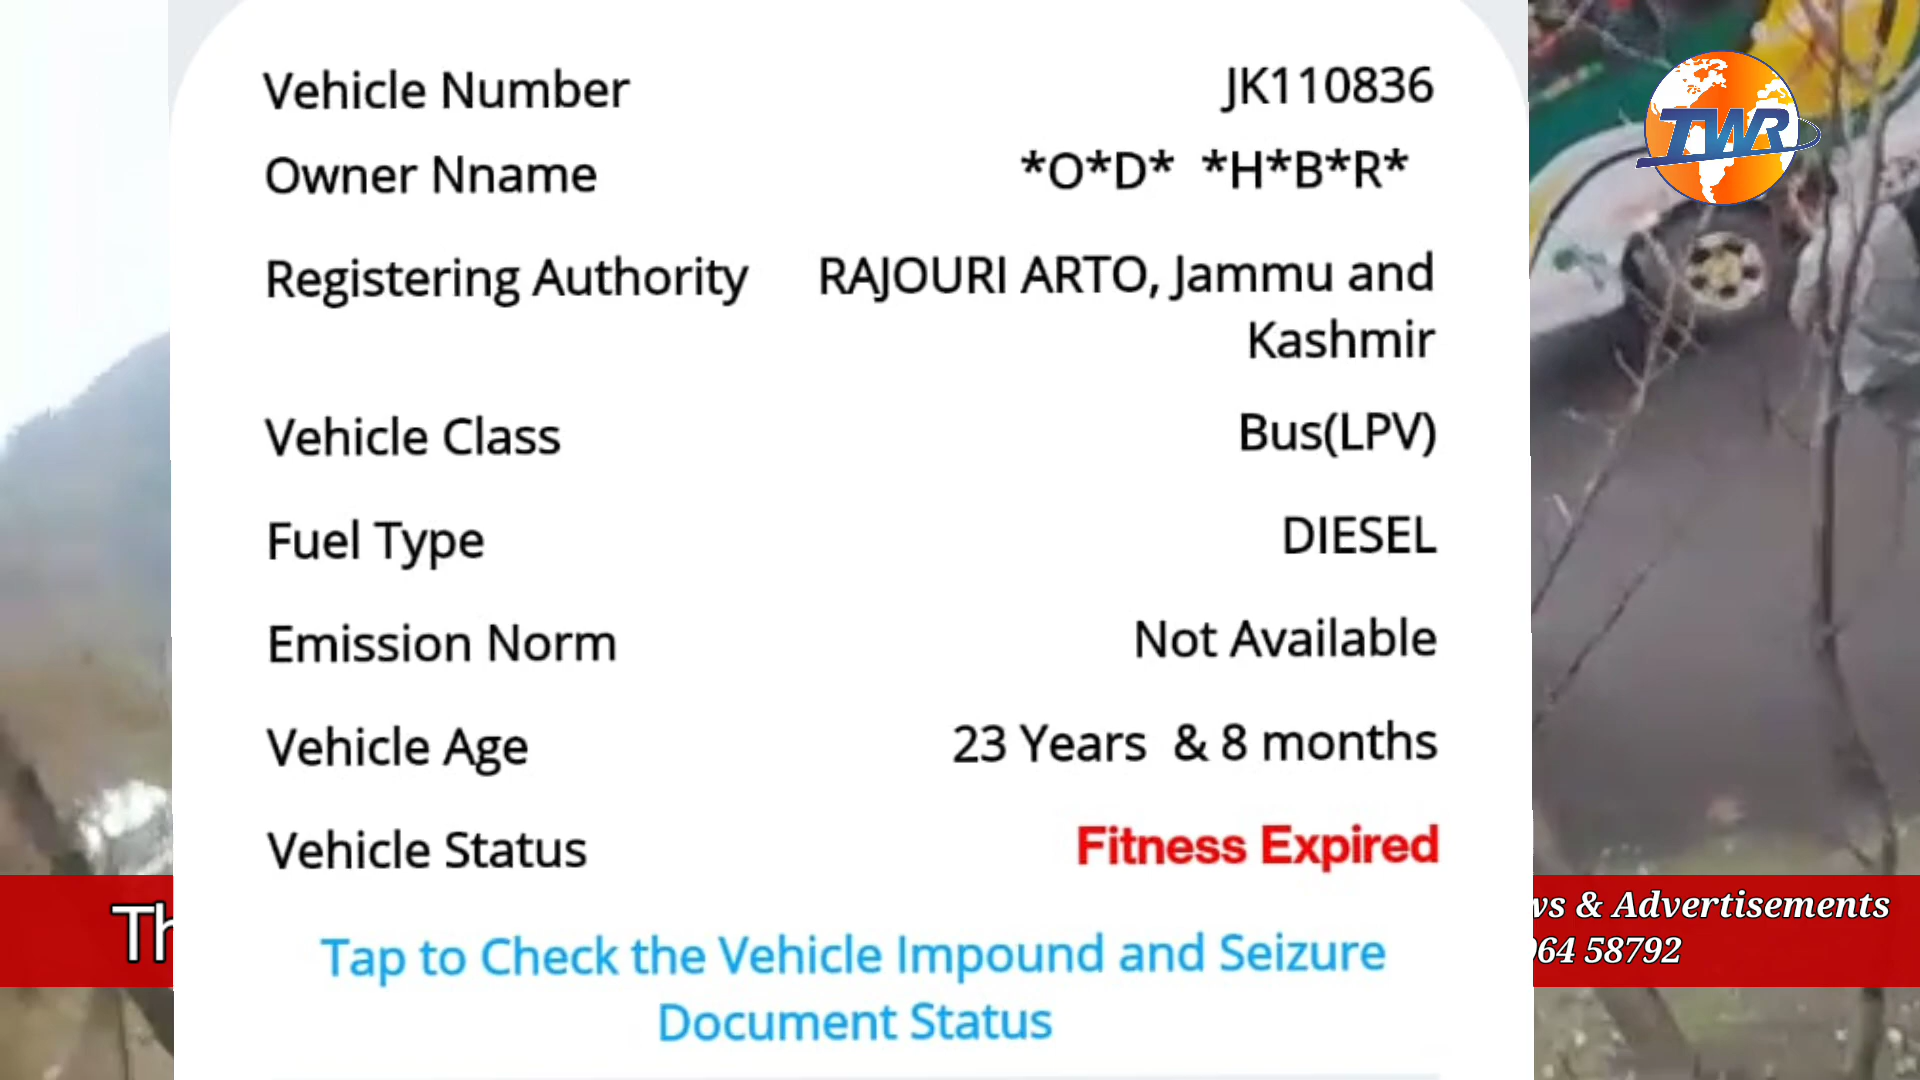 Vehicle Number JK110836
Owner Nname *O*D* *H*B*R*
Registering Authority RAJOURI ARTO, Jammu and
Kashmir
Vehicle Class Bus(LPV)
Fuel Type DIESEL
Emission Norm Not Available
Vehicle Age 23 Years & 8 months
Vehicle Status Fitness Expired
Tap to Check the Vehicle Impound and Seizure
Document Status
TWR
& Advertisements
58792